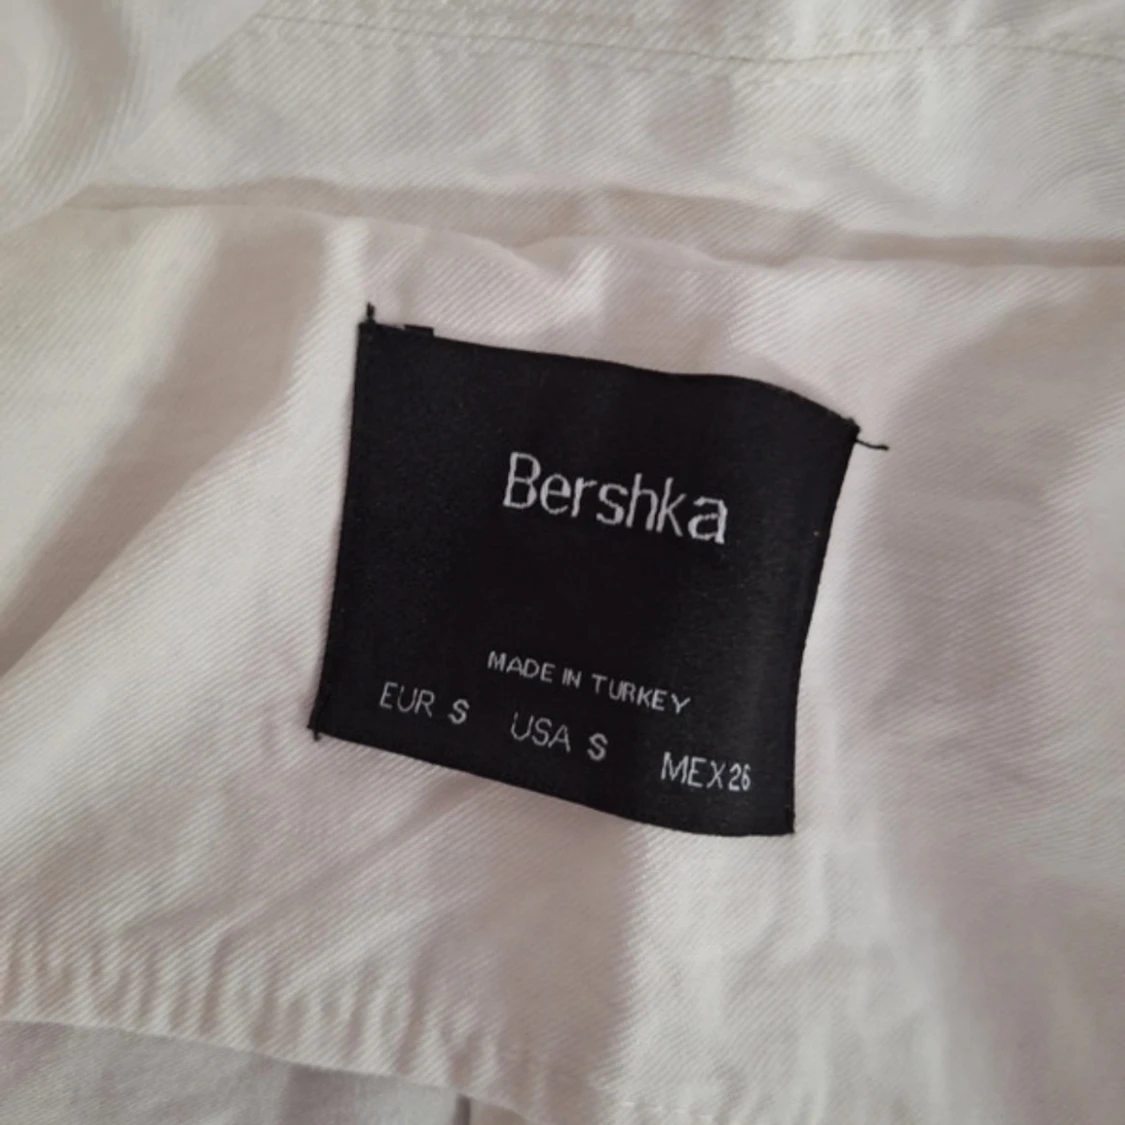 Bershka
MADE IN TURKEY
EUR S USA S MEX 26